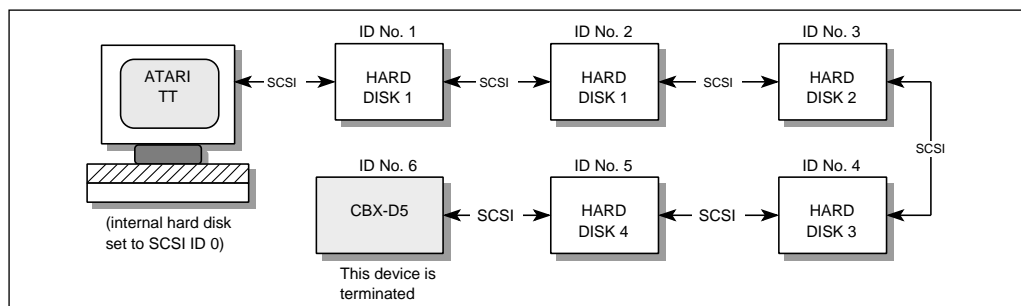 ID No. 1
ID No. 2
ID No. 3
ATARI
TT
SCSI
HARD
DISK 1
SCSI
HARD
DISK 1
SCSI
HARD
DISK 2
SCSI
ID No. 6
ID No. 5
ID No. 4
CBX-D5
SCSI
HARD
DISK 4
SCSI
HARD
DISK 3
(internal hard disk
set to SCSI ID 0)
This device is
terminated